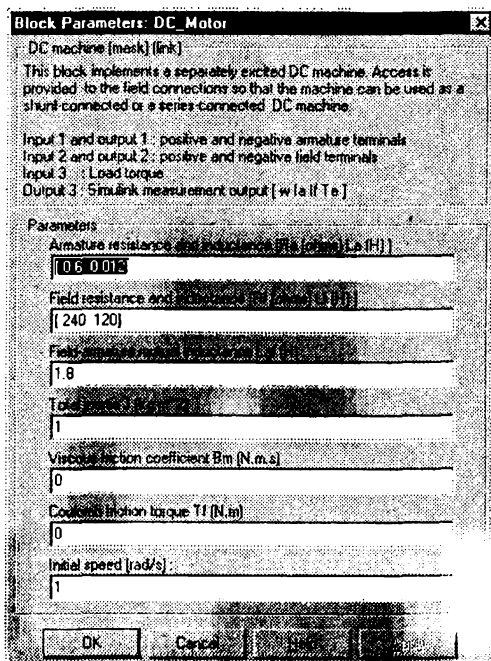 Block Parameters: DC_Motor
DC machine (mask) (link)
This block implements a separately excited DC machine. Access is
provided to the field connections so that the machine can be used as a
shunt-connected or a series-connected DC machine.
Input 1 and output 1 : positive and negative armature terminals
Input 2 and output 2 : positive and negative field terminals
Input 3 : Load torque
Output 3 : Simulink measurement output [ w Ia If Te ]
Parameters
Armature resistance and inductance [Ra (ohms) La (H) ]
[ 0.6 0.012
Field resistance and inductance
[ 240 120]
Field armature mutual inductance
1.8
Total
1
Viscous friction coefficient Bm (N.m.s)
0
Coulomb friction torque Tf (N.m)
0
Initial speed (rad/s) :
1
OK
Cancel